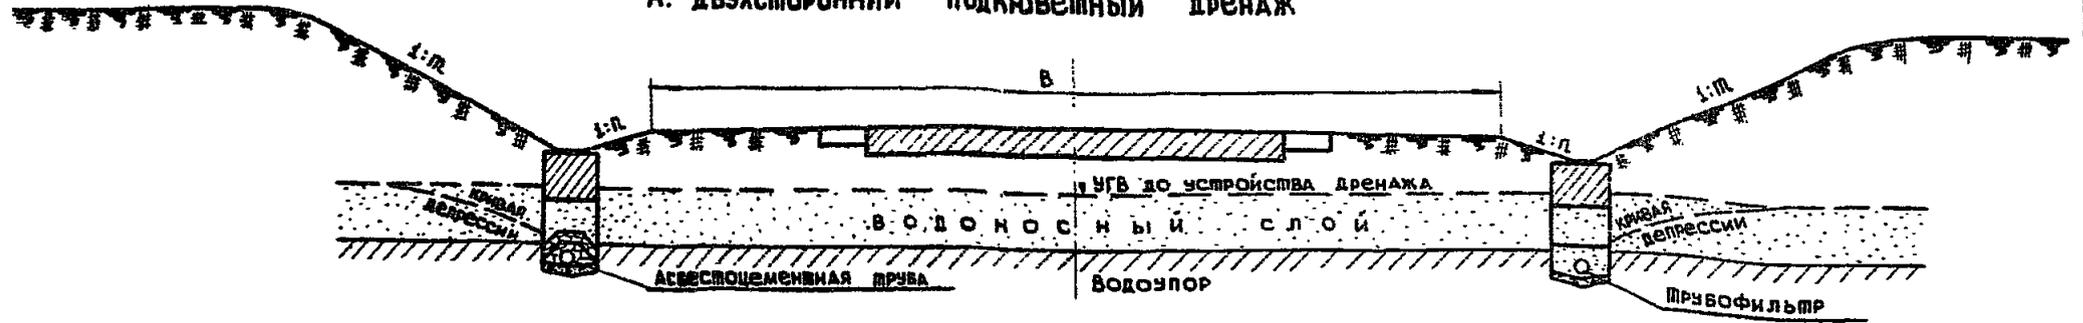 А. Двухсторонний подкюветный дренаж
1:m
1:n
В
1:n
1:m
УГВ до устройства дренажа
Кривая депрессии
Водоносный слой
Кривая депрессии
Асбестоцементная труба
Водоупор
Трубофильтр